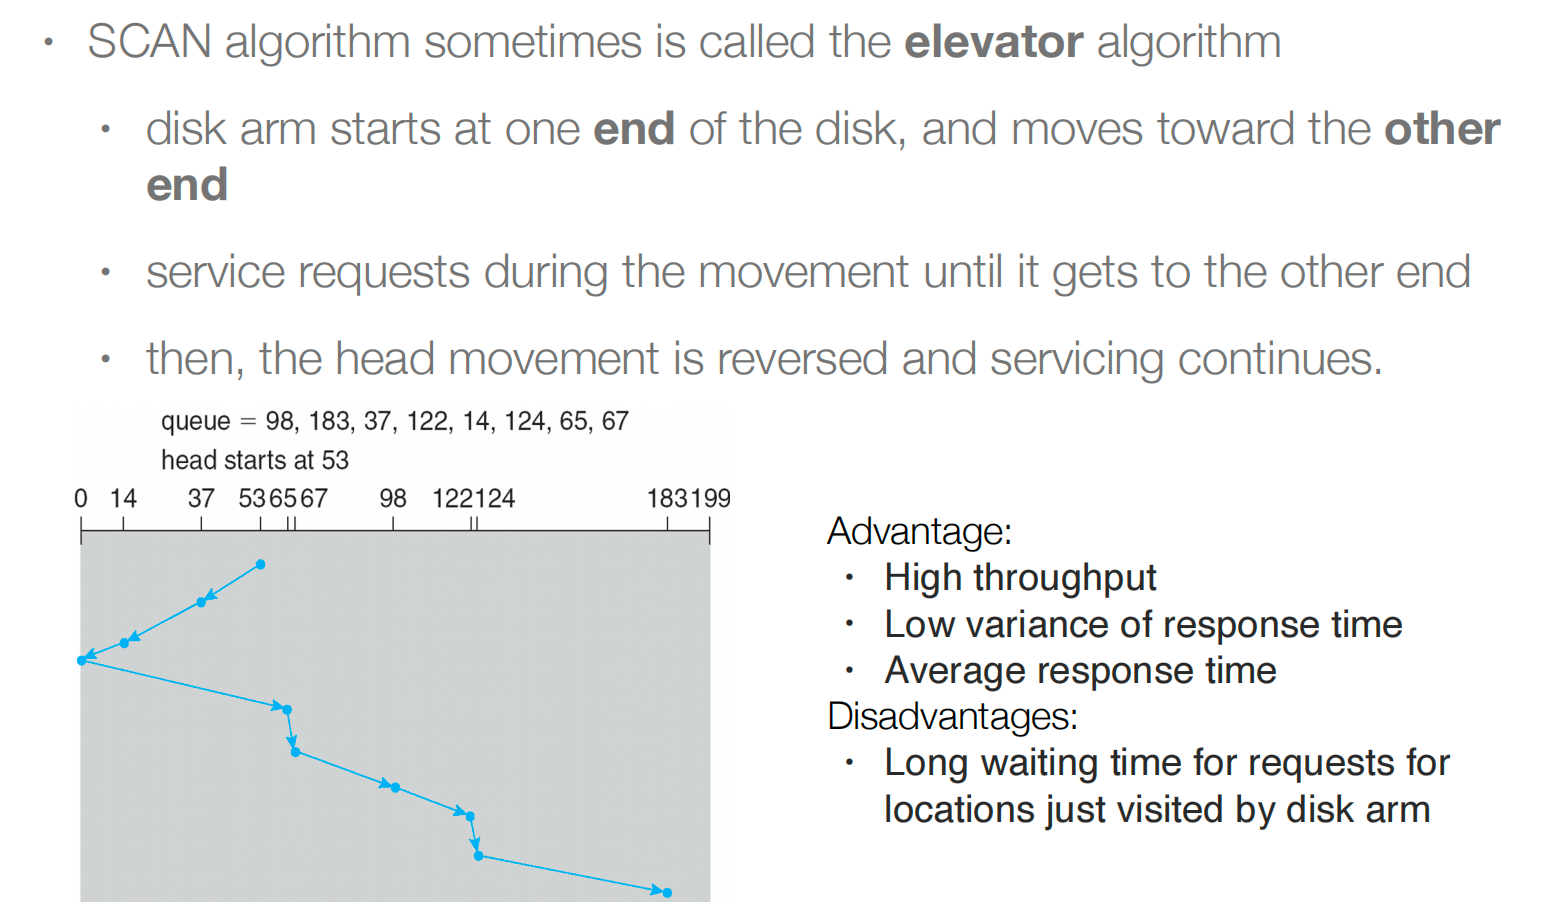 • SCAN algorithm sometimes is called the elevator algorithm
• disk arm starts at one end of the disk, and moves toward the other
end
• service requests during the movement until it gets to the other end
• then, the head movement is reversed and servicing continues.
queue = 98, 183, 37, 122, 14, 124, 65, 67
head starts at 53
0 14 37 53 65 67 98 122 124 183 199
Advantage:
• High throughput
• Low variance of response time
• Average response time
Disadvantages:
• Long waiting time for requests for
locations just visited by disk arm